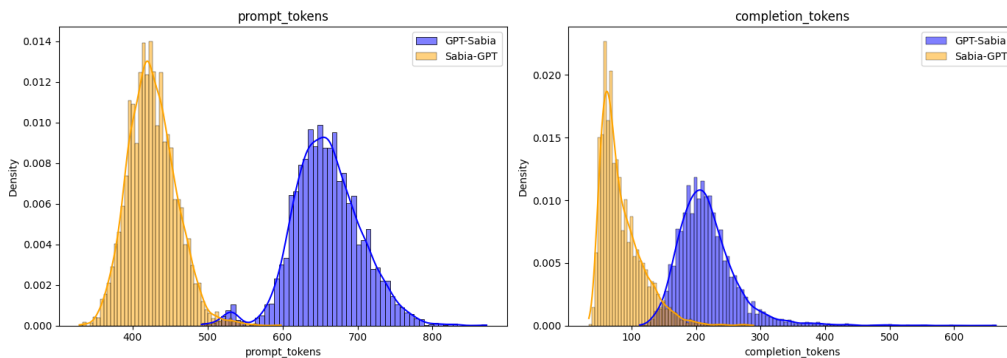 prompt_tokens
0.014
0.012
0.010
0.008
0.006
0.004
0.002
0.000
Density
400
500
600
700
800
prompt_tokens
GPT-Sabia
Sabia-GPT
completion_tokens
0.020
0.015
0.010
0.005
0.000
Density
100
200
300
400
500
600
completion_tokens
GPT-Sabia
Sabia-GPT